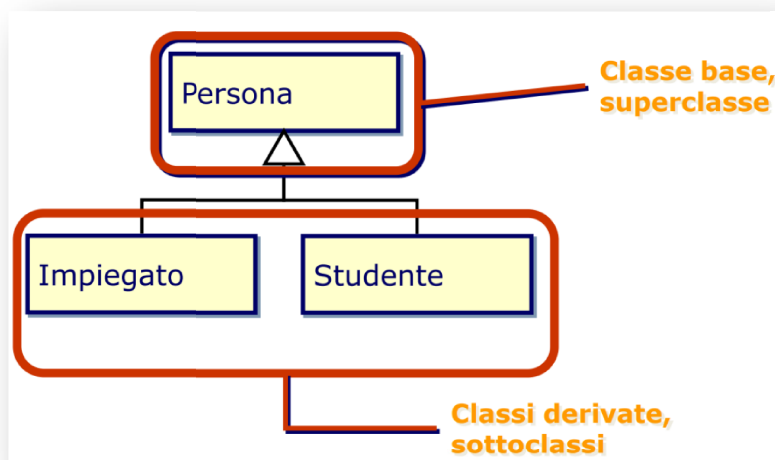 Persona
Classe base,
superclasse
Impiegato
Studente
Classi derivate,
sottoclassi